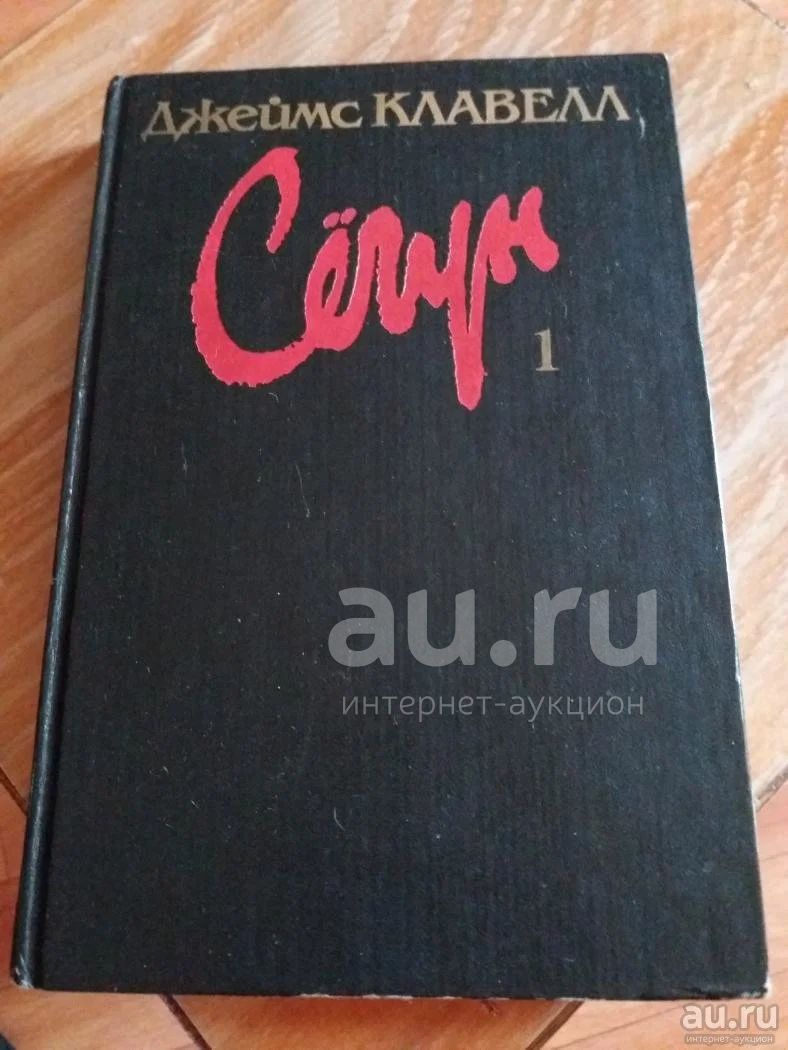 Джеймс КЛАВЕЛЛ
Сёгун
1
au.ru
интернет-аукцион
au.ru
интернет-аукцион